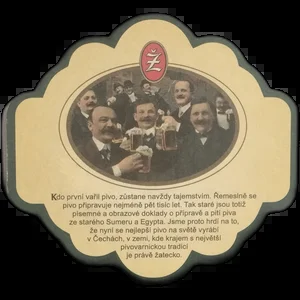 Ž
Kdo první vařil pivo, zůstane navždy tajemstvím. Řemeslně se
pivo připravuje nejméně pět tisíc let. Tak staré jsou totiž
písemné a obrazové doklady o přípravě a pití piva
ze starého Sumeru a Egypta. Jsme proto hrdi na to,
že nyní se nejlepší pivo na světě vyrábí
v Čechách, v zemi, kde krajem s největší
pivovarnickou tradicí
je právě žatecko.